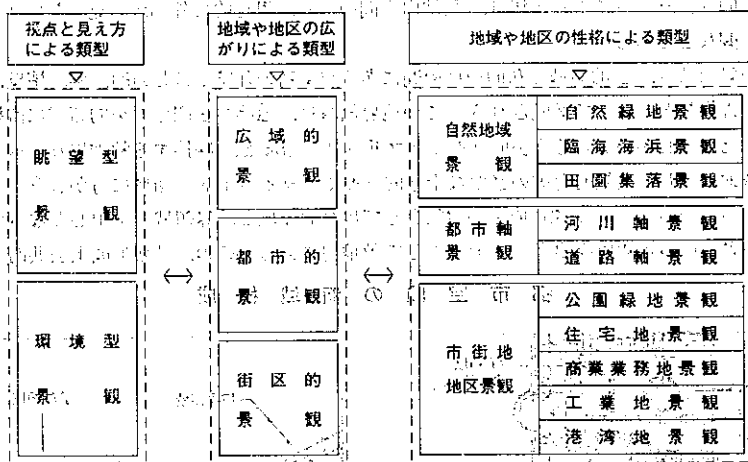 視点と見え方
による類型
地域や地区の広
がりによる類型
地域や地区の性格による類型
眺望型
景観
環境型
景観
広域的
景観
都市的
景観
街区的
景観
自然地域
景観
自然緑地景観
臨海海浜景観
田園集落景観
都市軸
景観
河川軸景観
道路軸景観
市街地
地区景観
公園緑地景観
住宅地景観
商業業務地景観
工業地景観
港湾地景観